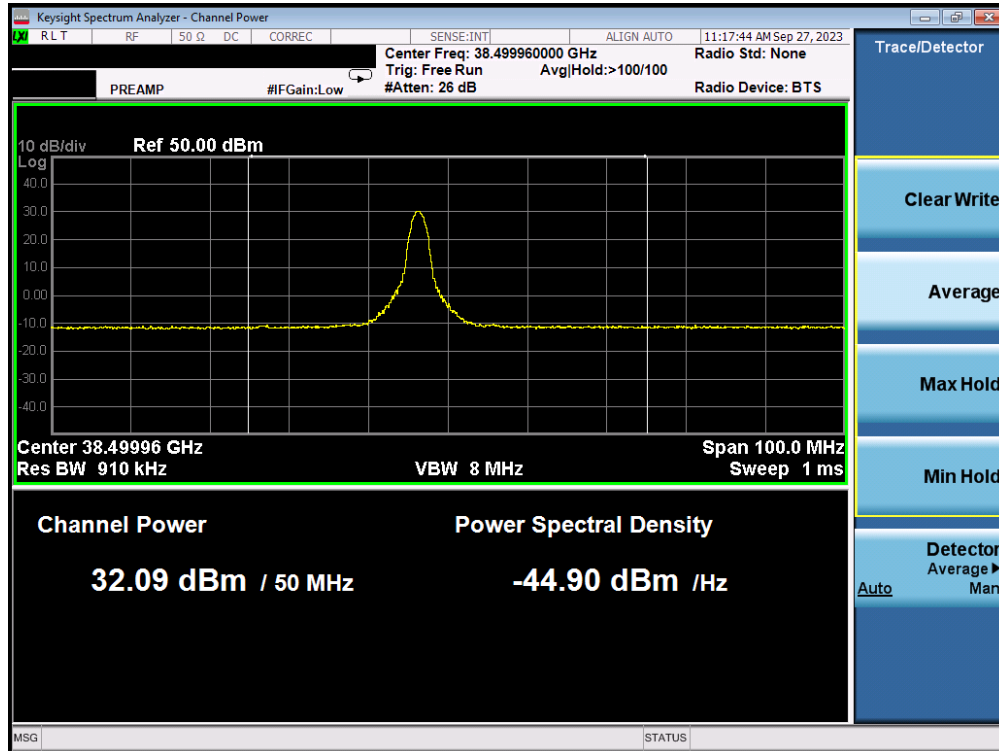 Keysight Spectrum Analyzer - Channel Power
LXI RLT RF 50 Ω DC CORREC SENSE:INT ALIGN AUTO 11:17:44 AM Sep 27, 2023
Center Freq: 38.499960000 GHz Radio Std: None
Trig: Free Run Avg|Hold:>100/100
PREAMP #IFGain:Low #Atten: 26 dB Radio Device: BTS
10 dB/div Ref 50.00 dBm
Log
40.0
30.0
20.0
10.0
0.00
-10.0
-20.0
-30.0
-40.0
Center 38.49996 GHz Span 100.0 MHz
Res BW 910 kHz VBW 8 MHz Sweep 1 ms
Channel Power Power Spectral Density
32.09 dBm / 50 MHz -44.90 dBm /Hz
MSG STATUS
Trace/Detector
Clear Write
Average
Max Hold
Min Hold
Detector
Average
Auto Man